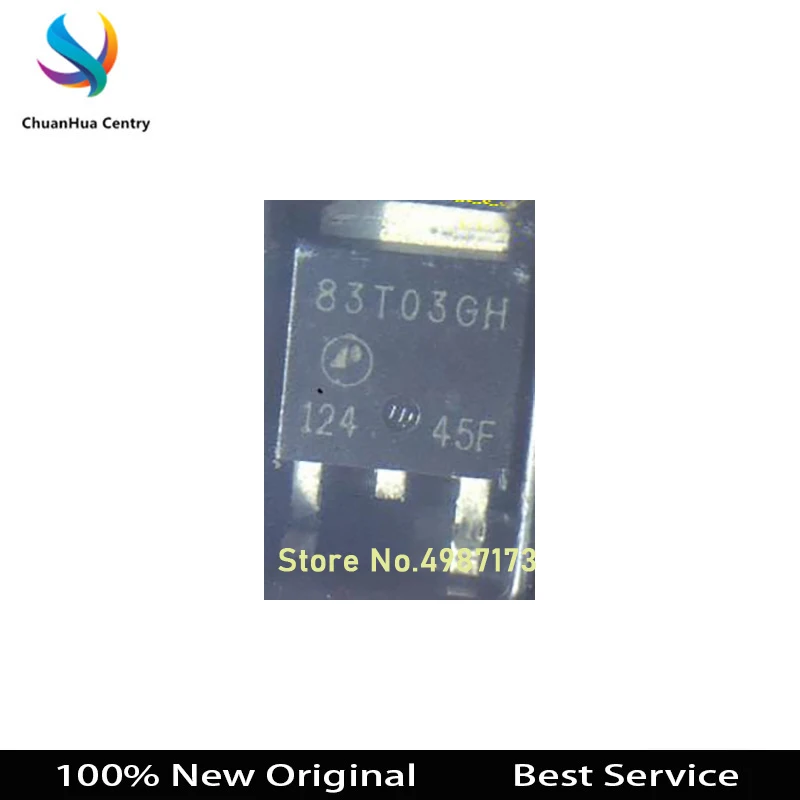 ChuanHua Centry
83T03GH
124 45F
Store No.4987173
100% New Original Best Service